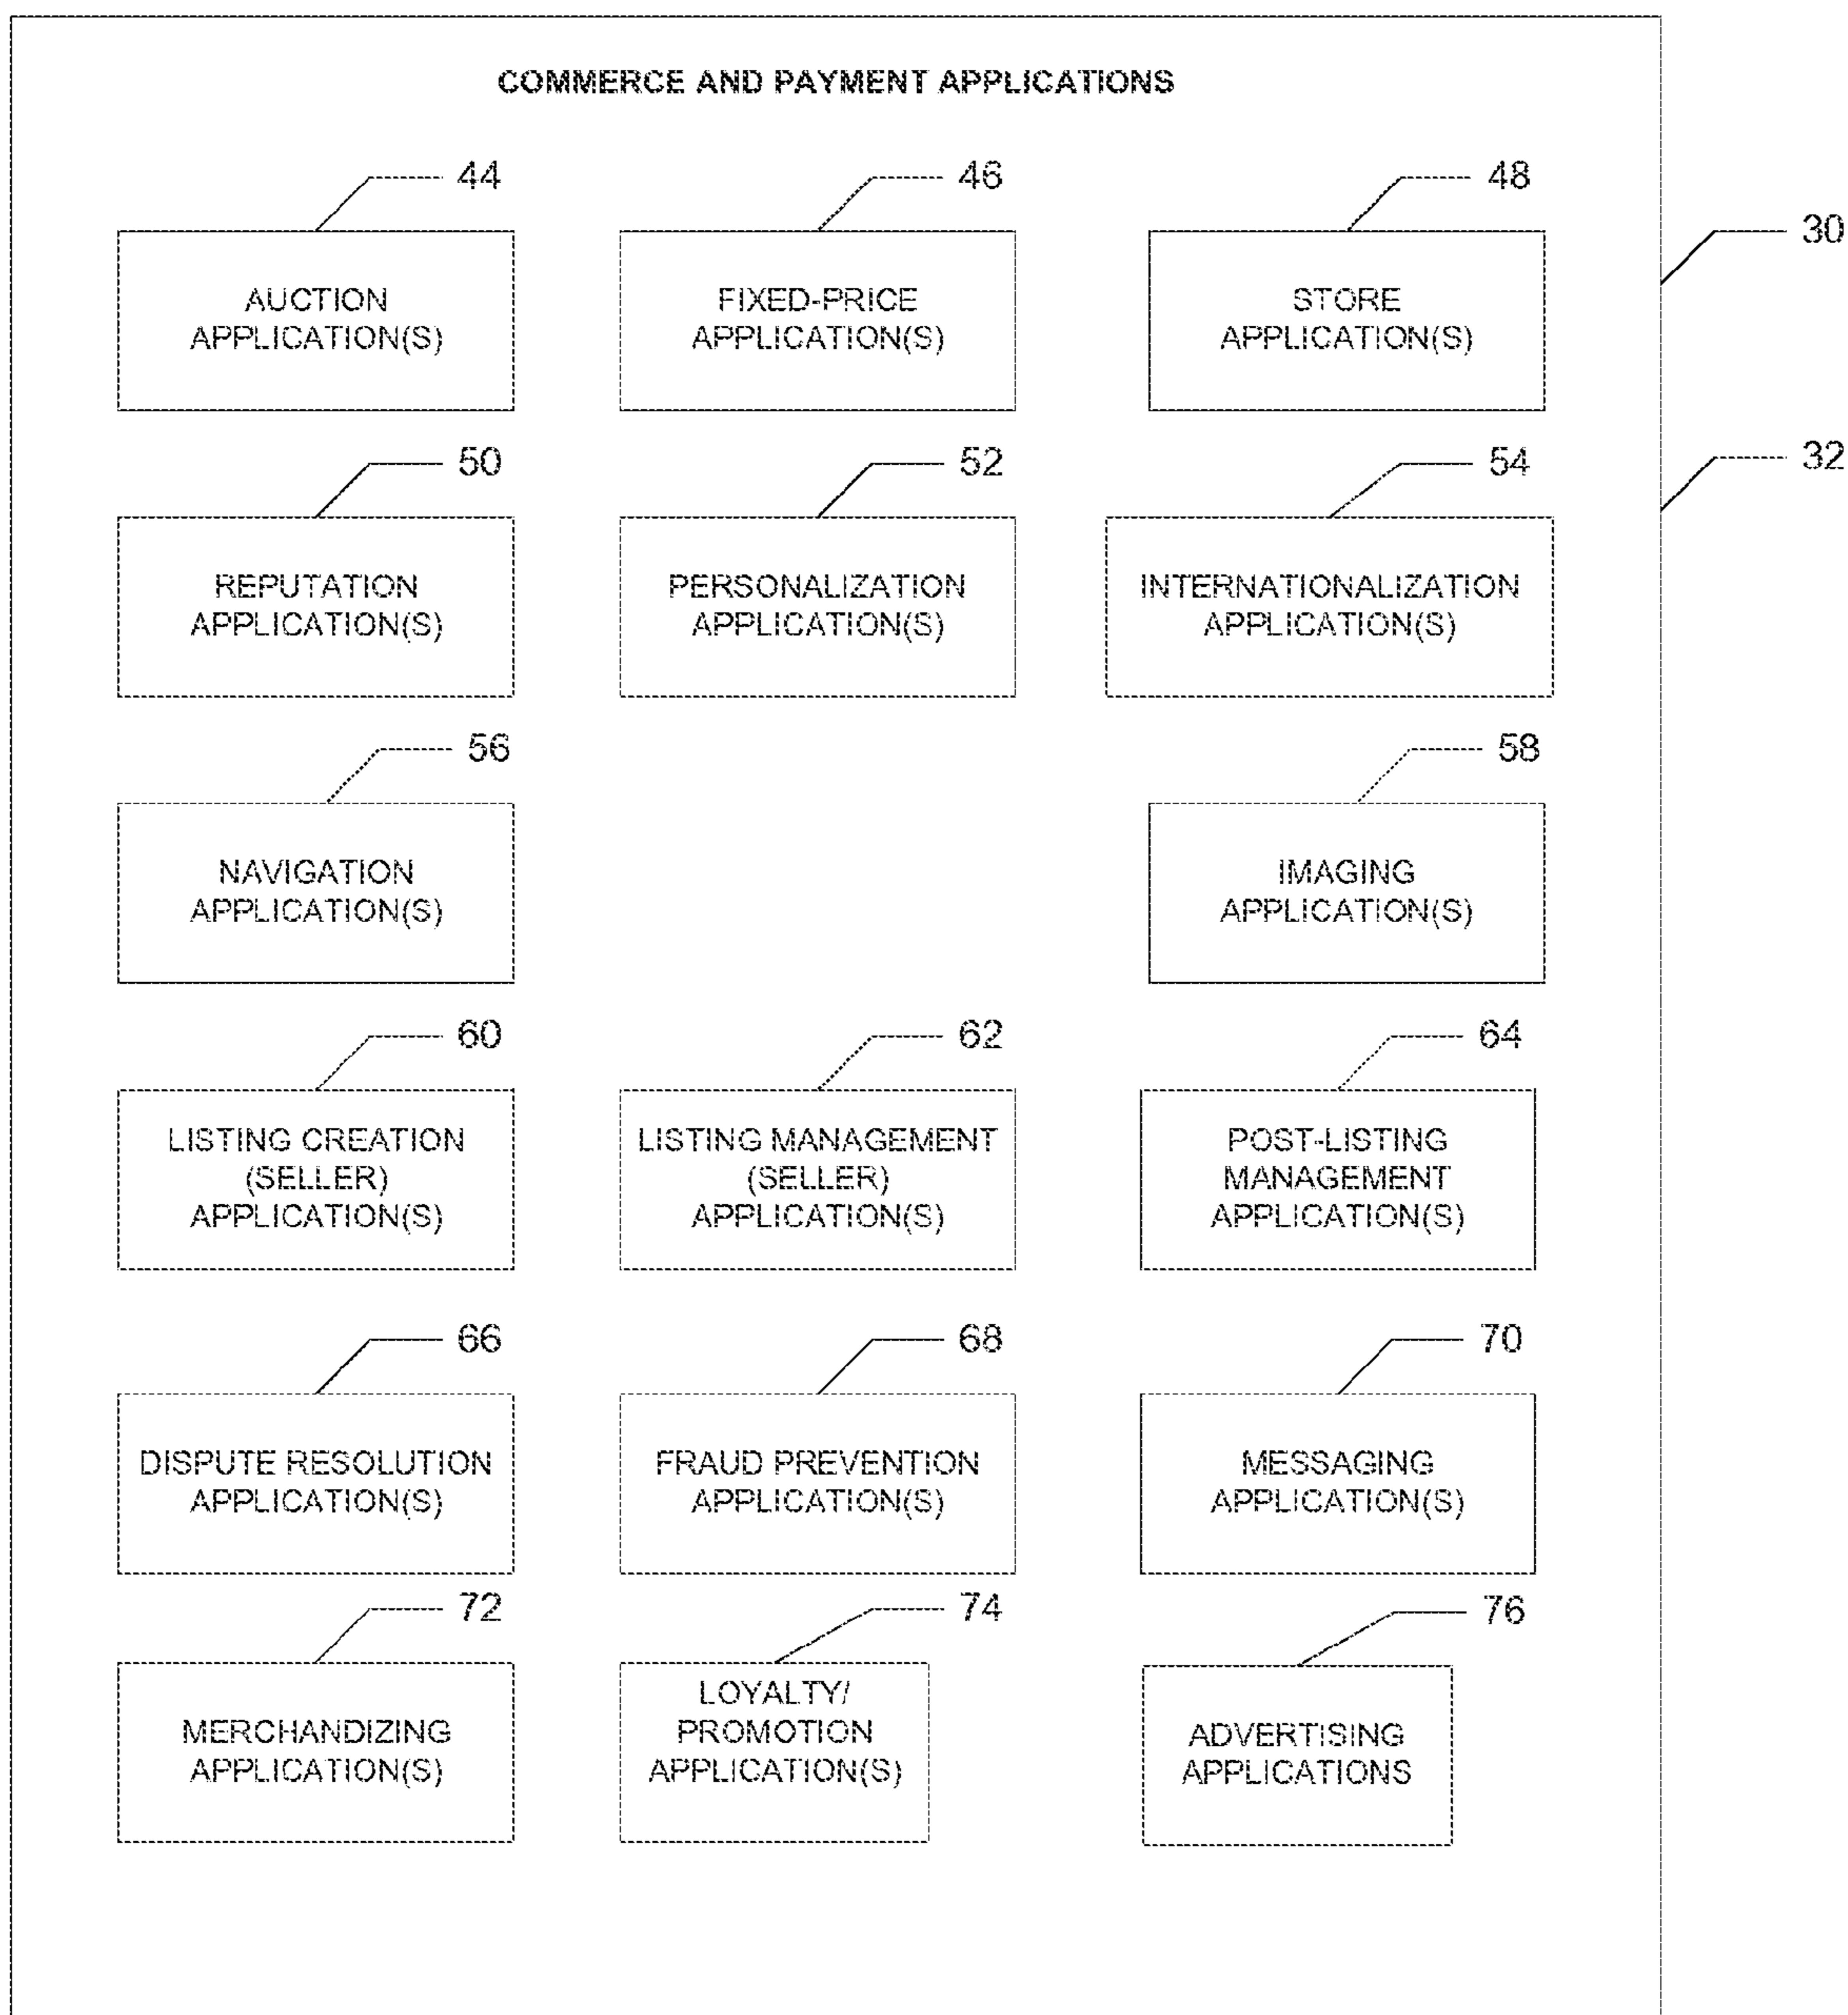 COMMERCE AND PAYMENT APPLICATIONS
44
46
48
30
AUCTION
APPLICATION(S)
FIXED-PRICE
APPLICATION(S)
STORE
APPLICATION(S)
50
52
54
32
REPUTATION
APPLICATION(S)
PERSONALIZATION
APPLICATION(S)
INTERNATIONALIZATION
APPLICATION(S)
56
58
NAVIGATION
APPLICATION(S)
IMAGING
APPLICATION(S)
60
62
64
LISTING CREATION
(SELLER)
APPLICATION(S)
LISTING MANAGEMENT
(SELLER)
APPLICATION(S)
POST-LISTING
MANAGEMENT
APPLICATION(S)
66
68
70
DISPUTE RESOLUTION
APPLICATION(S)
FRAUD PREVENTION
APPLICATION(S)
MESSAGING
APPLICATION(S)
72
74
76
MERCHANDIZING
APPLICATION(S)
LOYALTY/
PROMOTION
APPLICATION(S)
ADVERTISING
APPLICATIONS